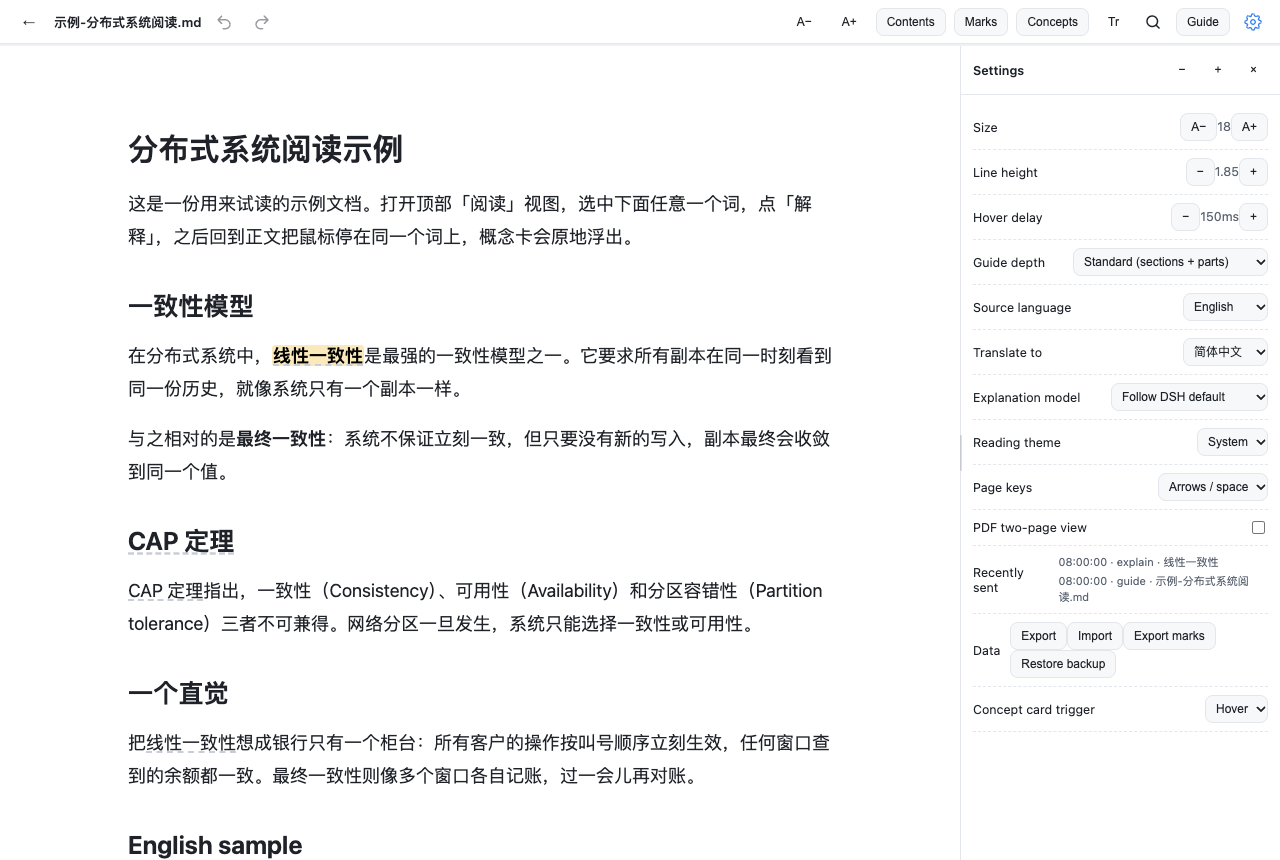 ← 示例-分布式系统阅读.md A− A+ Contents Marks Concepts Tr Guide
分布式系统阅读示例
这是一份用来试读的示例文档。打开顶部「阅读」视图，选中下面任意一个词，点「解
释」，之后回到正文把鼠标停在同一个词上，概念卡会原地浮出。
一致性模型
在分布式系统中，线性一致性是最强的一致性模型之一。它要求所有副本在同一时刻看到
同一份历史，就像系统只有一个副本一样。
与之相对的是最终一致性：系统不保证立刻一致，但只要没有新的写入，副本最终会收敛
到同一个值。
CAP 定理
CAP 定理指出，一致性（Consistency）、可用性（Availability）和分区容错性（Partition
tolerance）三者不可兼得。网络分区一旦发生，系统只能选择一致性或可用性。
一个直觉
把线性一致性想成银行只有一个柜台：所有客户的操作按叫号顺序立刻生效，任何窗口查
到的余额都一致。最终一致性则像多个窗口各自记账，过一会儿再对账。
English sample
Settings − + ×
Size A− 18 A+
Line height − 1.85 +
Hover delay − 150ms +
Guide depth Standard (sections + parts)
Source language English
Translate to 简体中文
Explanation model Follow DSH default
Reading theme System
Page keys Arrows / space
PDF two-page view
Recently
sent
08:00:00 · explain · 线性一致性
08:00:00 · guide · 示例-分布式系统阅
读.md
Data Export Import Export marks
Restore backup
Concept card trigger Hover